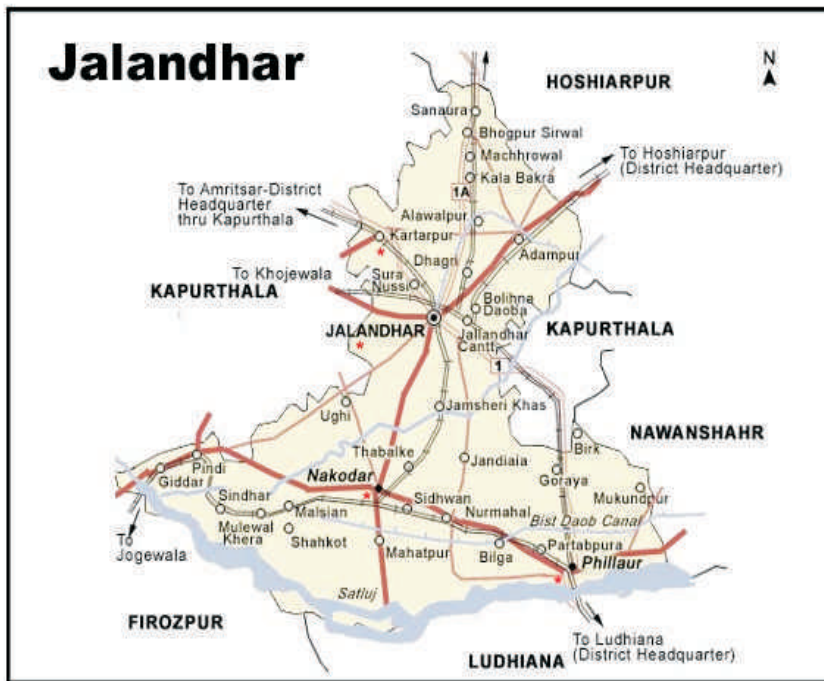 Jalandhar
N
HOSHIARPUR
Sanaura
Bhogpur Sirwal
Machhrowal
Kala Bakra
To Hoshiarpur
(District Headquarter)
1A
To Amritsar-District
Headquarter
thru Kapurthala
Alawalpur
Kartarpur
Adampur
Dhagri
To Khojewala
Sura
Nussi
KAPURTHALA
Bolihna
Daoba
JALANDHAR
Jallandhar
Cantt.
KAPURTHALA
1
Ughi
Jamsheri Khas
NAWANSHAHR
Birk
Thabalke
Jandiaia
Pindi
Giddar
Goraya
Nakodar
Mukundpur
Sindhar
Malsian
Sidhwan
Nurmahal
Bist Daob Canal
Mulewal
Khera
To
Jogewala
Shahkot
Mahatpur
Bilga
Partabpura
Phillaur
Satluj
FIROZPUR
To Ludhiana
(District Headquarter)
LUDHIANA